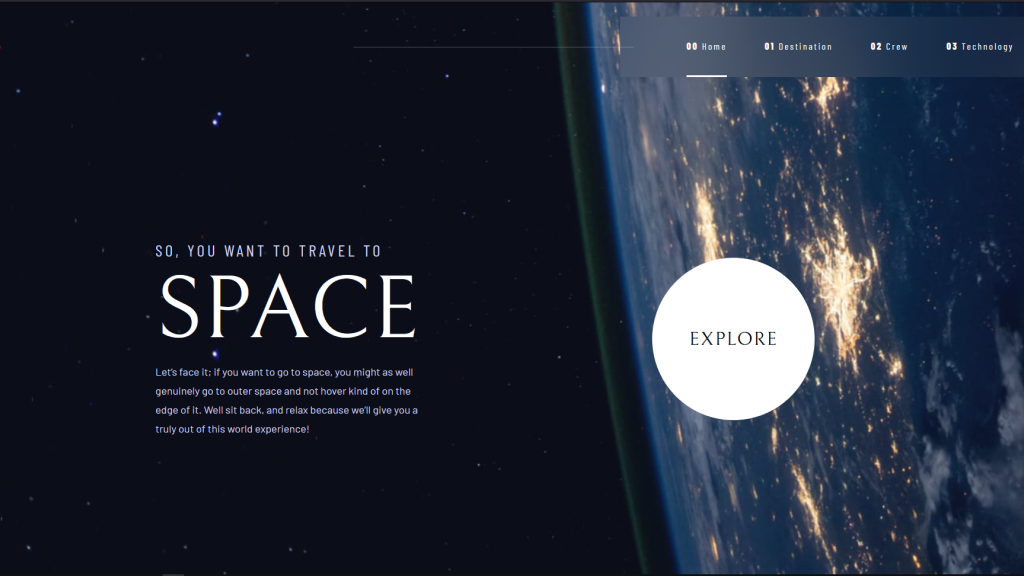 00 Home 01 Destination 02 Crew 03 Technology
SO, YOU WANT TO TRAVEL TO
SPACE
Let's face it; if you want to go to space, you might as well
genuinely go to outer space and not hover kind of on the
edge of it. Well sit back, and relax because we'll give you a
truly out of this world experience!
EXPLORE